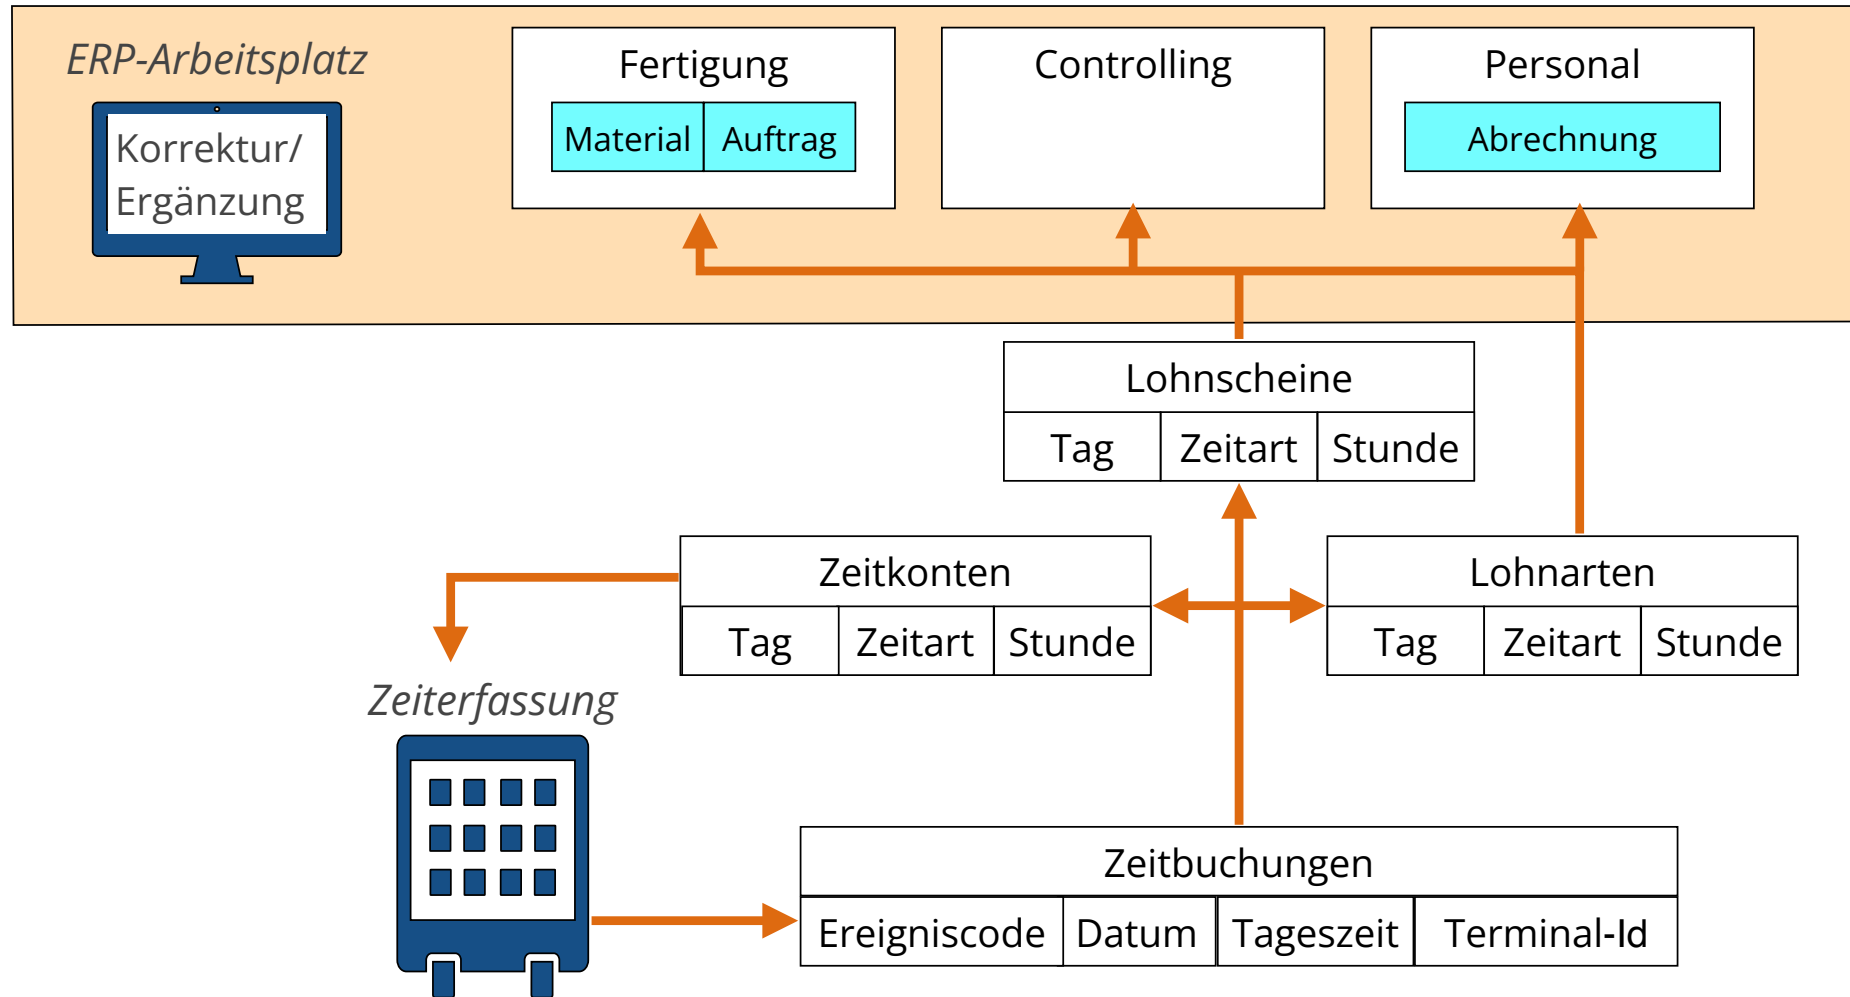 ERP-Arbeitsplatz
Korrektur/
Ergänzung
Fertigung
Material Auftrag
Controlling
Personal
Abrechnung
Lohnscheine
Tag Zeitart Stunde
Zeitkonten
Tag Zeitart Stunde
Lohnarten
Tag Zeitart Stunde
Zeiterfassung
Zeitbuchungen
Ereigniscode Datum Tageszeit Terminal-Id